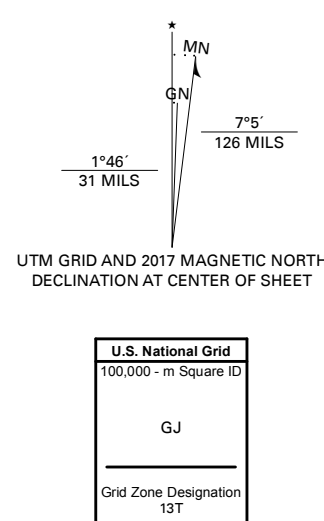 ★
MN
GN
7°5´
126 MILS
1°46´
31 MILS
UTM GRID AND 2017 MAGNETIC NORTH
DECLINATION AT CENTER OF SHEET
U.S. National Grid
100,000 - m Square ID
GJ
Grid Zone Designation
13T